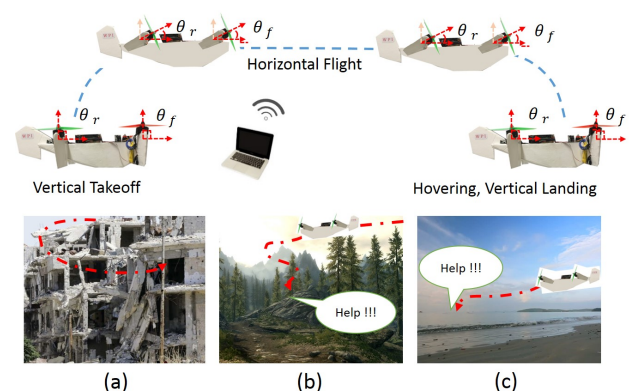 θ r
θ f
θ r
θ f
Horizontal Flight
θ r
θ f
θ r
θ f
Vertical Takeoff
Hovering, Vertical Landing
Help !!!
Help !!!
(a)
(b)
(c)